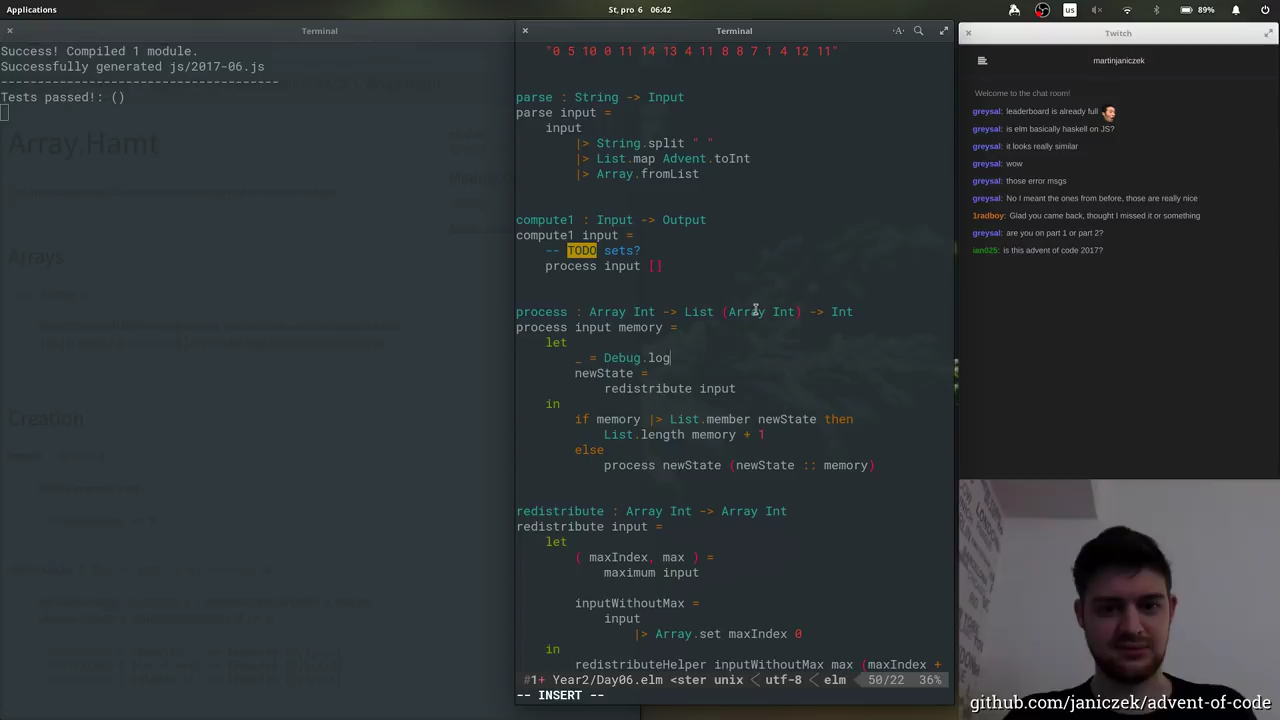 Applications
St, pro 6 06:42
us
89%
Terminal
Success! Compiled 1 module.
Successfully generated js/2017-06.js
-----------------------------------
Tests passed!: ()
Array.Hamt
Arrays
Creation
Terminal
"0 5 10 0 11 14 13 4 11 8 8 7 1 4 12 11"
parse : String -> Input
parse input =
input
|> String.split " "
|> List.map Advent.toInt
|> Array.fromList
compute1 : Input -> Output
compute1 input =
-- TODO sets?
process input []
process : Array Int -> List (Array Int) -> Int
process input memory =
let
_ = Debug.log
newState =
redistribute input
in
if memory |> List.member newState then
List.length memory + 1
else
process newState (newState :: memory)
redistribute : Array Int -> Array Int
redistribute input =
let
( maxIndex, max ) =
maximum input
inputWithoutMax =
input
|> Array.set maxIndex 0
in
redistributeHelper inputWithoutMax max (maxIndex +
#1+ Year2/Day06.elm <ster unix < utf-8 < elm 50/22 36%
-- INSERT --
Twitch
martinjaniczek
Welcome to the chat room!
greysal: leaderboard is already full
greysal: is elm basically haskell on JS?
greysal: it looks really similar
greysal: wow
greysal: those error msgs
greysal: No I meant the ones from before, those are really nice
1radboy: Glad you came back, thought I missed it or something
greysal: are you on part 1 or part 2?
ian625: is this advent of code 2017?
github.com/janiczek/advent-of-code